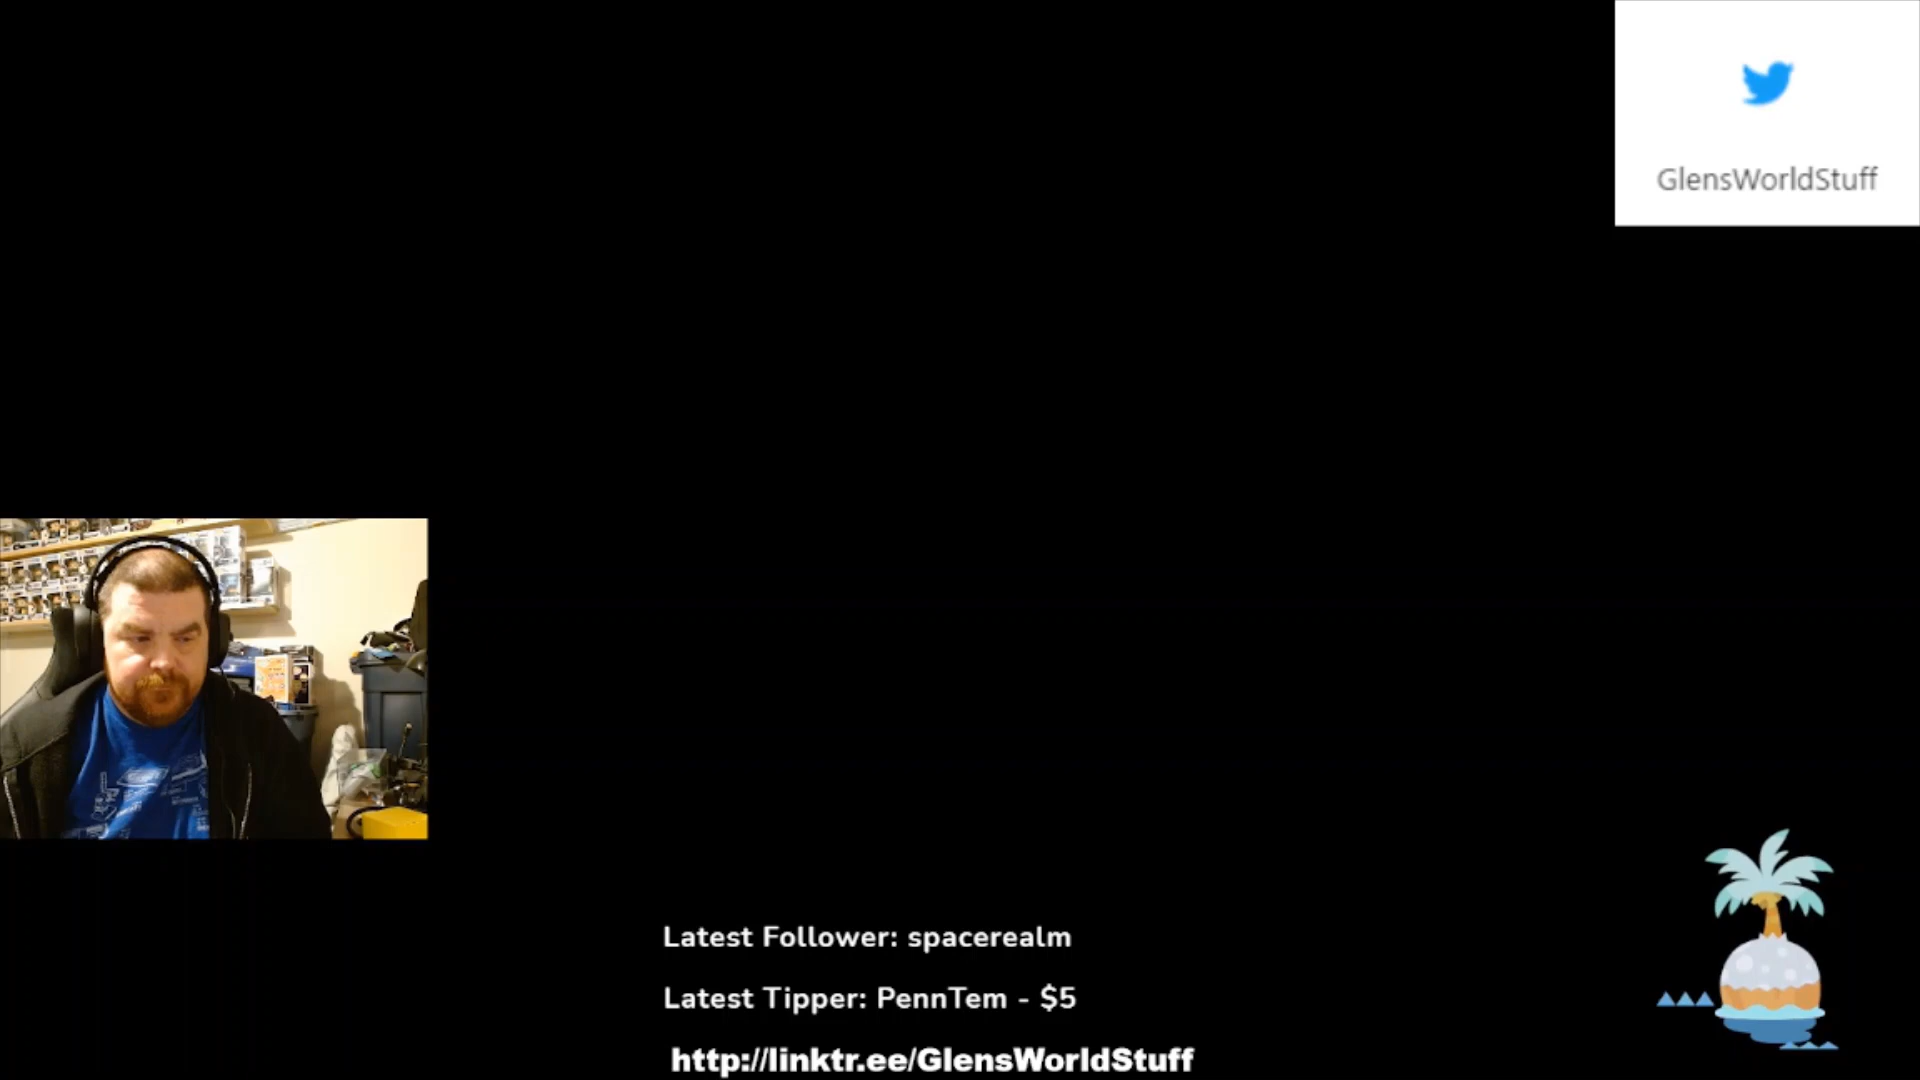 GlensWorldStuff
Latest Follower: spacerealm
Latest Tipper: PennTem - $5
http://linktr.ee/GlensWorldStuff